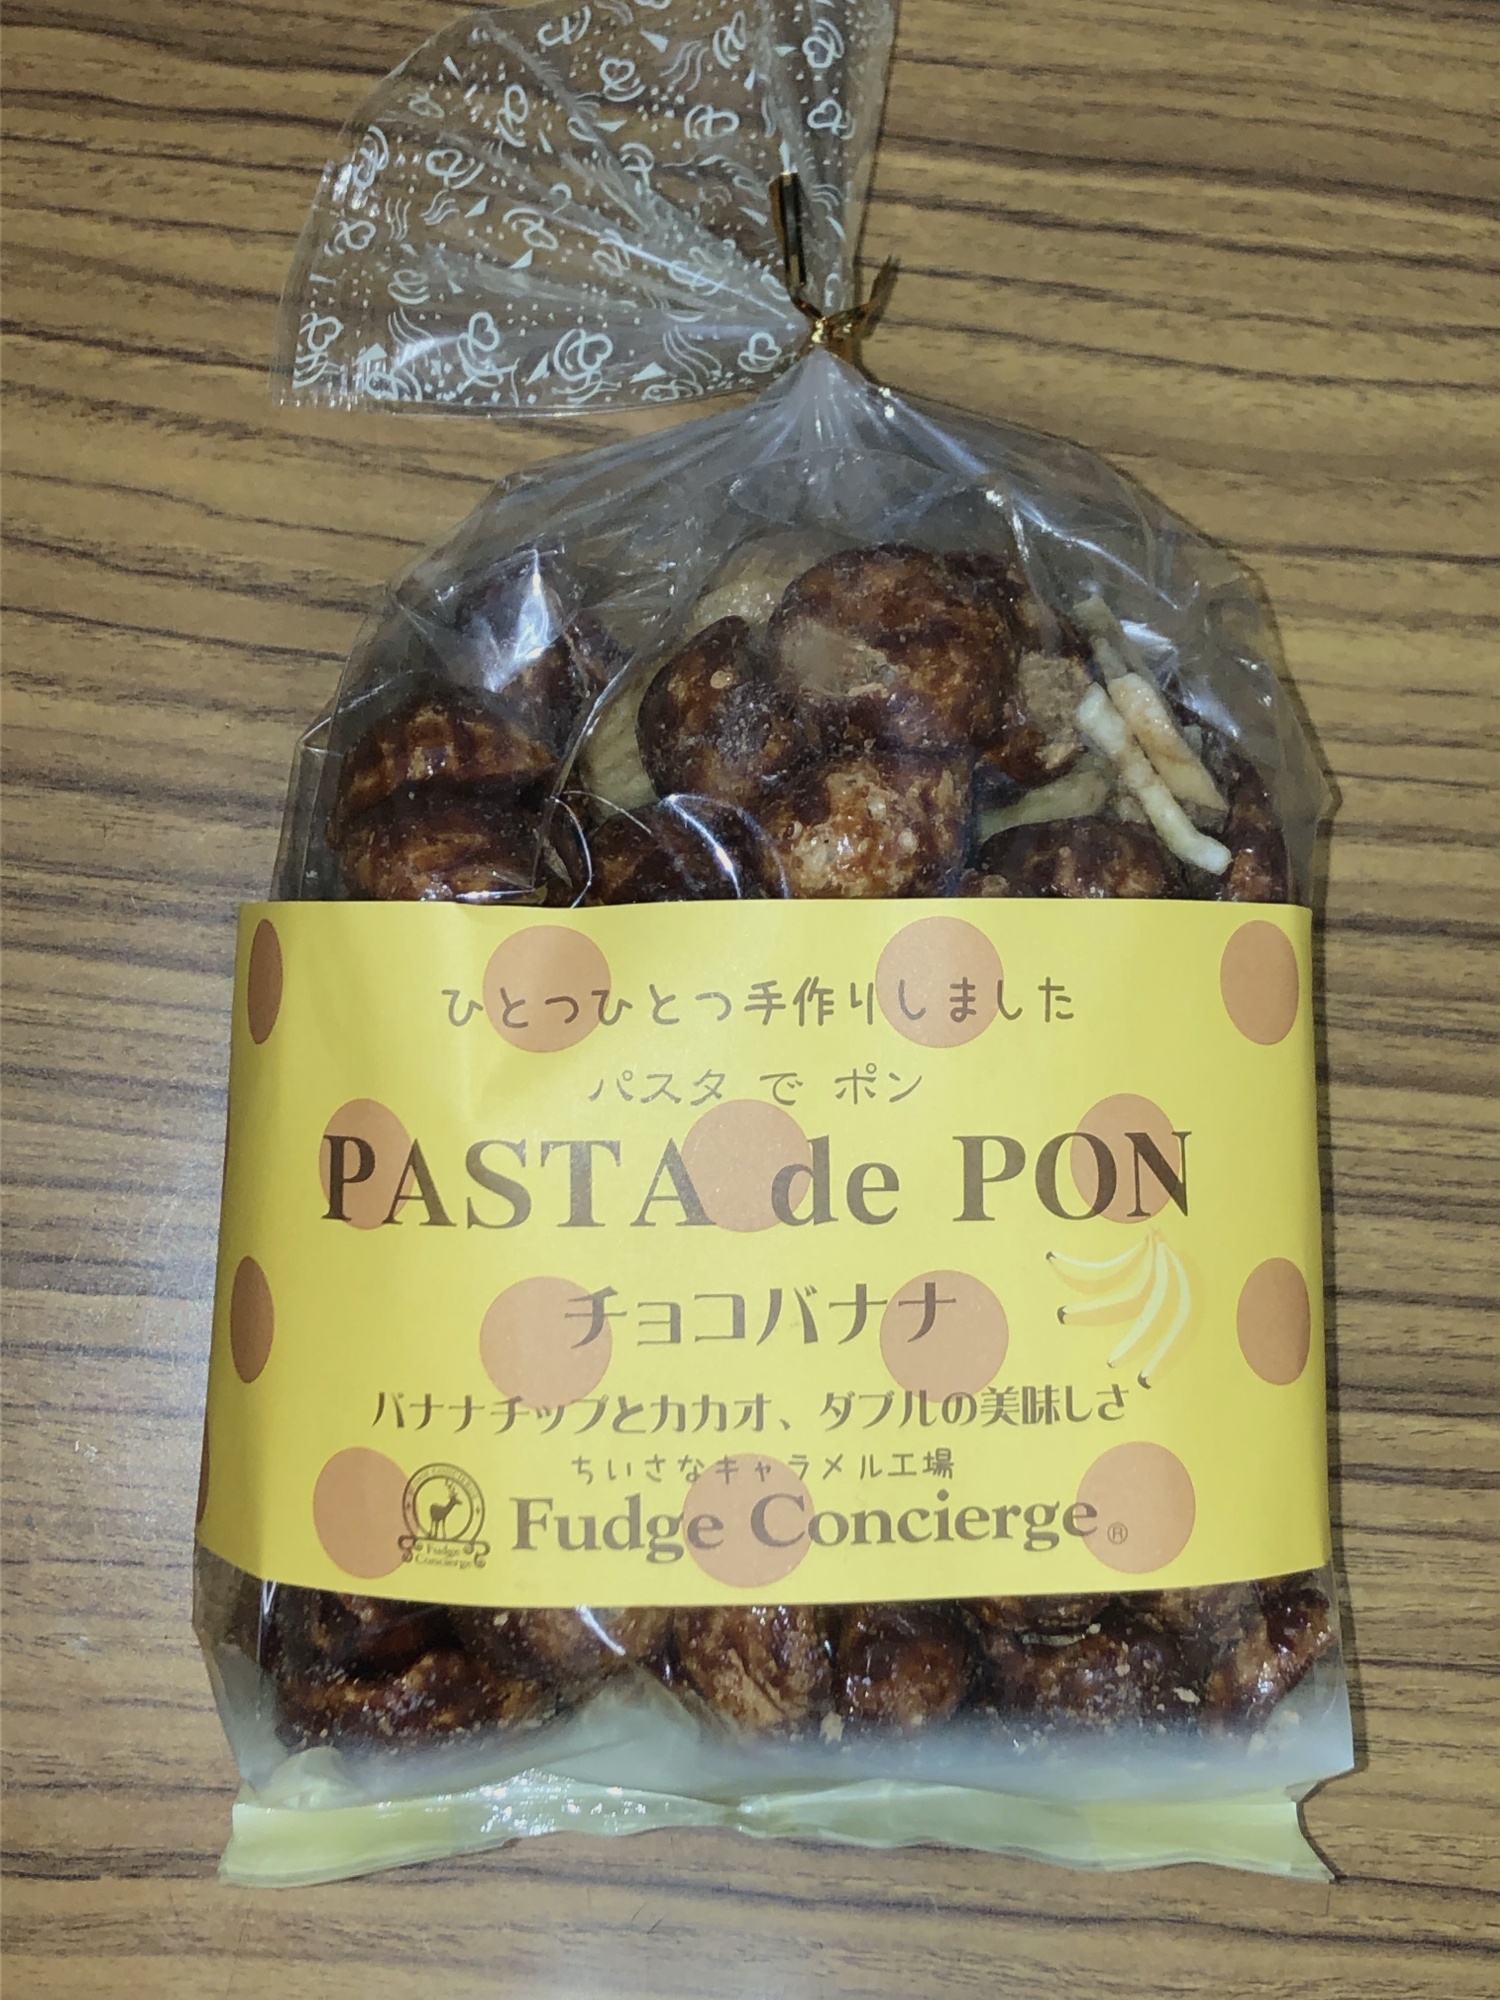 ひとつひとつ手作りしました
パスタ で ポン
PASTA de PON
チョコバナナ
バナナチップとカカオ、ダブルの美味しさ
ちいさなキャラメル工場
Fudge Concierge®
Fudge
Concierge